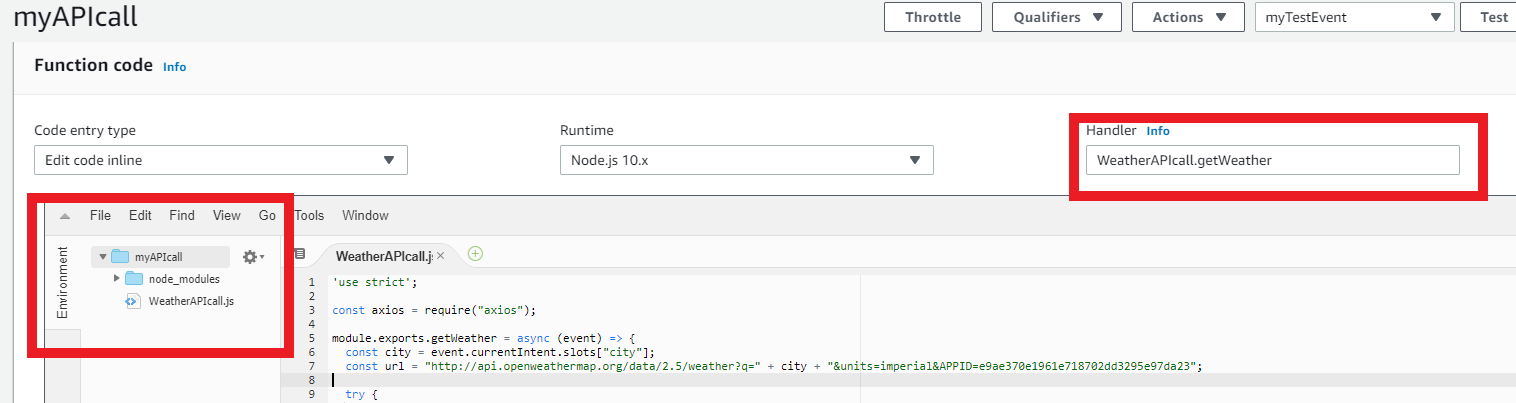 myAPIcall
Throttle Qualifiers Actions myTestEvent Test
Function code Info
Code entry type Runtime Handler Info
Edit code inline Node.js 10.x WeatherAPIcall.getWeather
File Edit Find View Go Tools Window
Environment
myAPIcall
node_modules
WeatherAPIcall.js
WeatherAPIcall.j
1 'use strict';
2
3 const axios = require("axios");
4
5 module.exports.getWeather = async (event) => {
6 const city = event.currentIntent.slots["city"];
7 const url = "http://api.openweathermap.org/data/2.5/weather?q=" + city + "&units=imperial&APPID=e9ae370e1961e718702dd3295e97da23";
8
9 try {